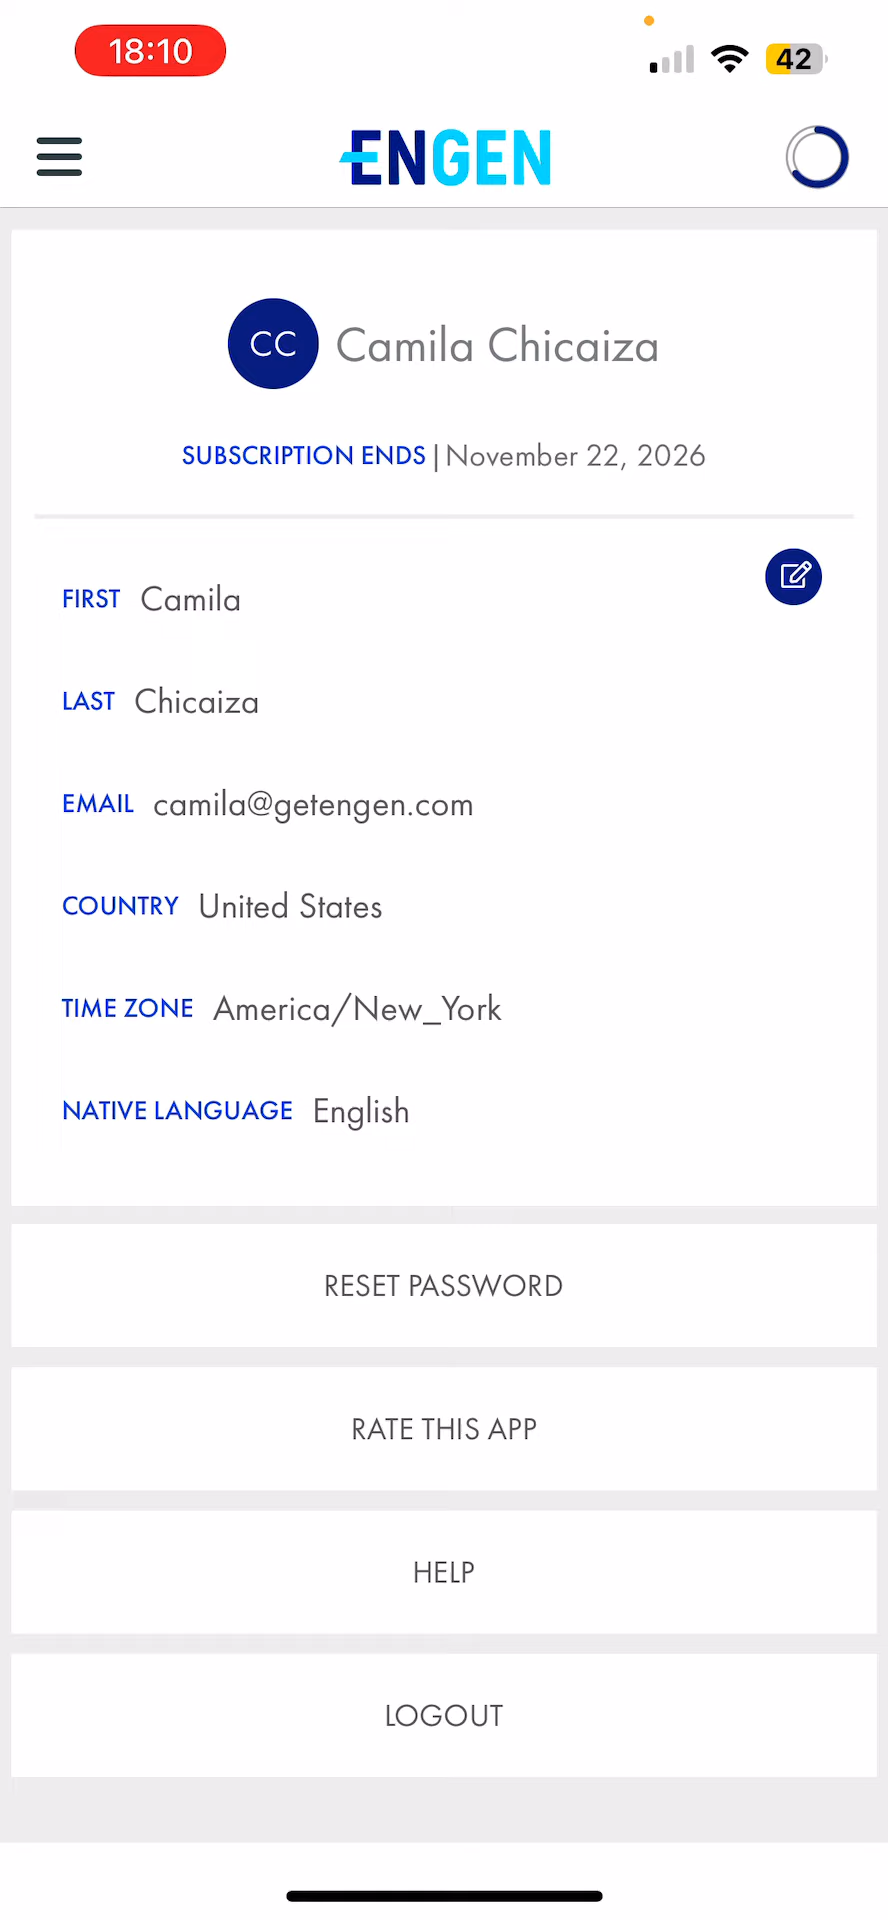 18:10
42
ENGEN
CC Camila Chicaiza
SUBSCRIPTION ENDS | November 22, 2026
FIRST Camila
LAST Chicaiza
EMAIL camila@getengen.com
COUNTRY United States
TIME ZONE America/New_York
NATIVE LANGUAGE English
RESET PASSWORD
RATE THIS APP
HELP
LOGOUT